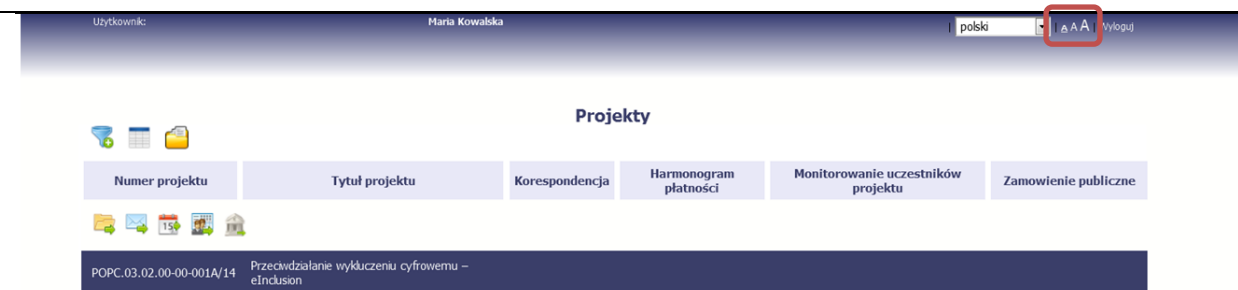 Użytkownik: Maria Kowalska | polski | A A A | Wyloguj
Projekty
Numer projektu Tytuł projektu Korespondencja Harmonogram płatności Monitorowanie uczestników projektu Zamowienie publiczne
15
POPC.03.02.00-00-001A/14 Przeciwdziałanie wykluczeniu cyfrowemu –
eInclusion